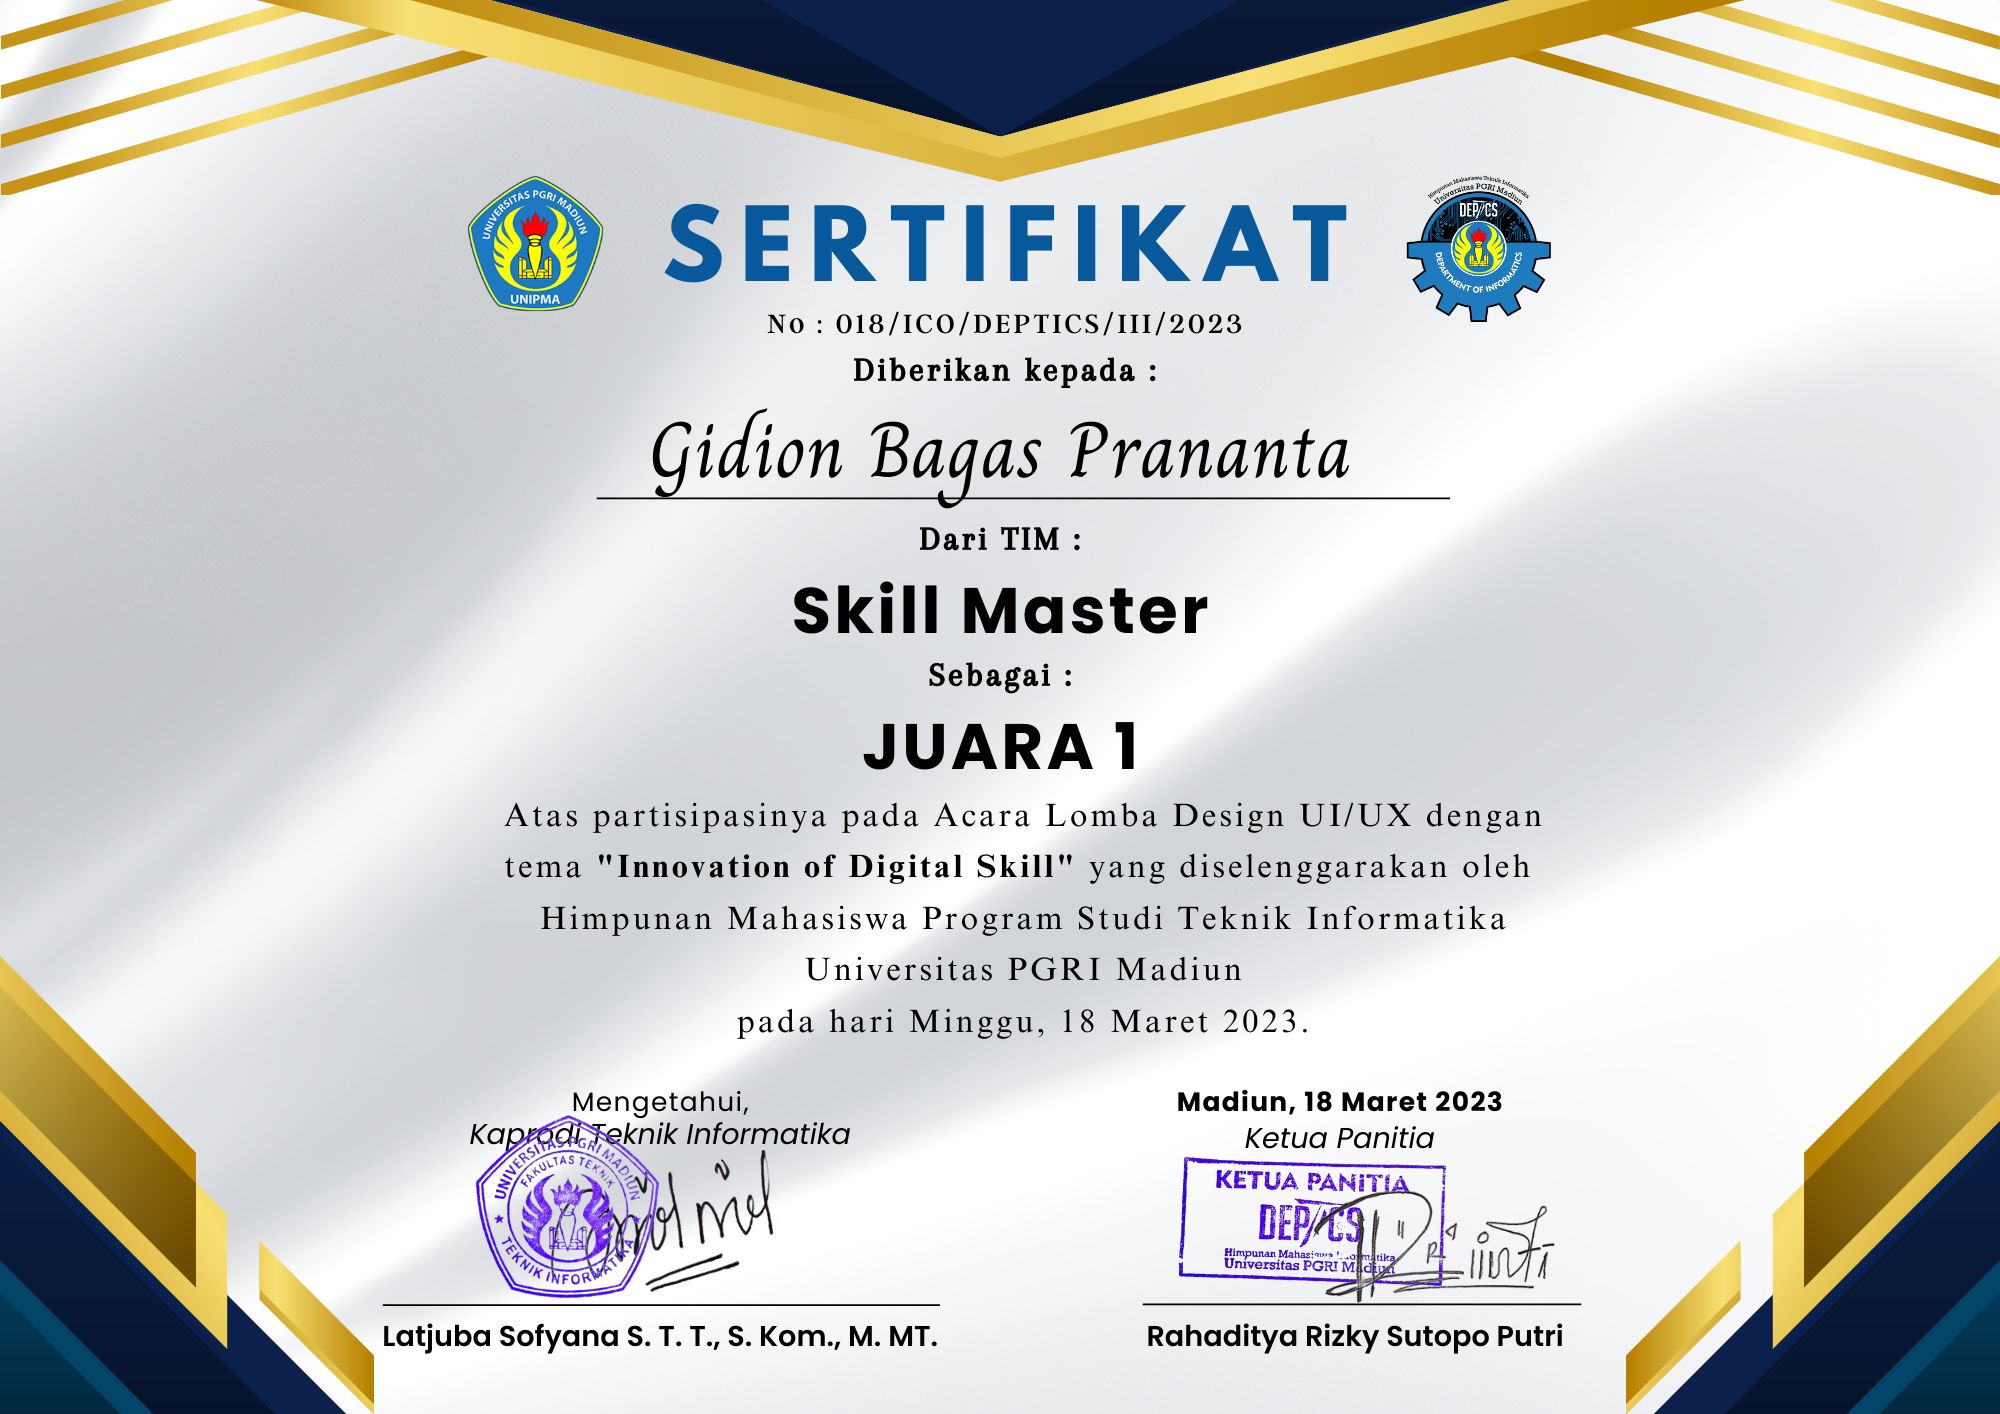 UNIVERSITAS PGRI MADIUN
UNIPMA
SERTIFIKAT
Himpunan Mahasiswa Teknik Informatika
Universitas PGRI Madiun
DEPTICS
DEPARTMENT OF INFORMATICS
No : 018/ICO/DEPTICS/III/2023
Diberikan kepada :
Gidion Bagas Prananta
Dari TIM :
Skill Master
Sebagai :
JUARA 1
Atas partisipasinya pada Acara Lomba Design UI/UX dengan
tema "Innovation of Digital Skill" yang diselenggarakan oleh
Himpunan Mahasiswa Program Studi Teknik Informatika
Universitas PGRI Madiun
pada hari Minggu, 18 Maret 2023.
Mengetahui,
Kaprodi Teknik Informatika
UNIVERSITAS PGRI MADIUN
FAKULTAS TEKNIK
TEKNIK INFORMATIKA
Latjuba Sofyana S. T. T., S. Kom., M. MT.
Madiun, 18 Maret 2023
Ketua Panitia
KETUA PANITIA
DEPTICS
Himpunan Mahasiswa Informatika
Universitas PGRI Madiun
Rahaditya Rizky Sutopo Putri